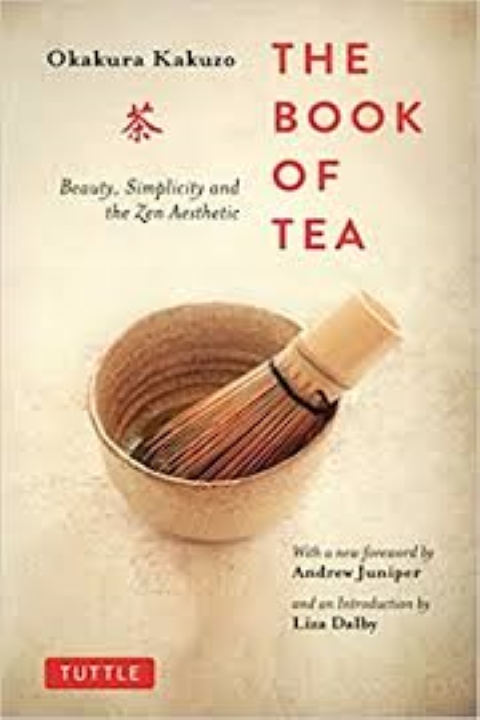 Okakura Kakuzo
茶
Beauty, Simplicity and
the Zen Aesthetic
THE
BOOK
OF
TEA
With a new foreword by
Andrew Juniper
and an Introduction by
Liza Dalby
TUTTLE